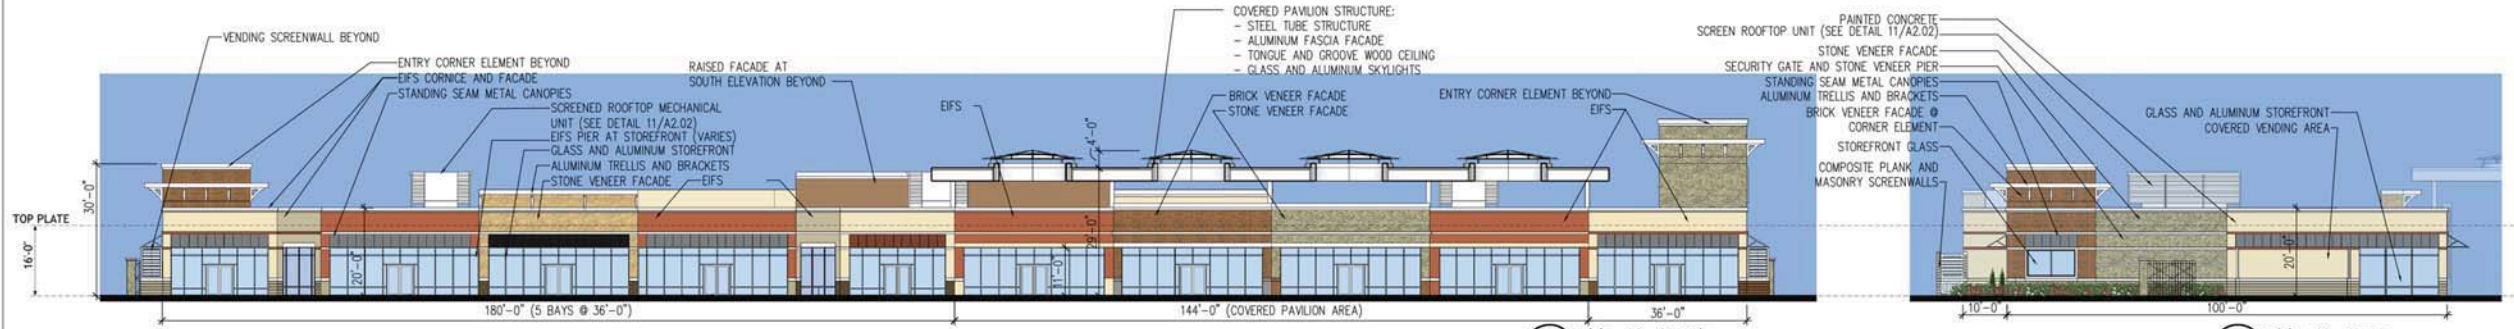 VENDING SCREENWALL BEYOND
ENTRY CORNER ELEMENT BEYOND
EIFS CORNICE AND FACADE
STANDING SEAM METAL CANOPIES
SCREENED ROOFTOP MECHANICAL
UNIT (SEE DETAIL 11/A2.02)
EIFS PIER AT STOREFRONT (VARIES)
GLASS AND ALUMINUM STOREFRONT
ALUMINUM TRELLIS AND BRACKETS
STONE VENEER FACADE
EIFS
RAISED FACADE AT
SOUTH ELEVATION BEYOND
EIFS
COVERED PAVILION STRUCTURE:
- STEEL TUBE STRUCTURE
- ALUMINUM FASCIA FACADE
- TONGUE AND GROOVE WOOD CEILING
- GLASS AND ALUMINUM SKYLIGHTS
BRICK VENEER FACADE
STONE VENEER FACADE
ENTRY CORNER ELEMENT BEYOND
EIFS
4'-0"
29'-0"
11'-0"
20'-0"
30'-0"
TOP PLATE
16'-0"
180'-0" (5 BAYS @ 36'-0")
144'-0" (COVERED PAVILION AREA)
36'-0"
PAINTED CONCRETE
SCREEN ROOFTOP UNIT (SEE DETAIL 11/A2.02)
STONE VENEER FACADE
SECURITY GATE AND STONE VENEER PIER
STANDING SEAM METAL CANOPIES
ALUMINUM TRELLIS AND BRACKETS
BRICK VENEER FACADE @
CORNER ELEMENT
STOREFRONT GLASS
COMPOSITE PLANK AND
MASONRY SCREENWALLS
GLASS AND ALUMINUM STOREFRONT
COVERED VENDING AREA
20'-0"
10'-0"
100'-0"